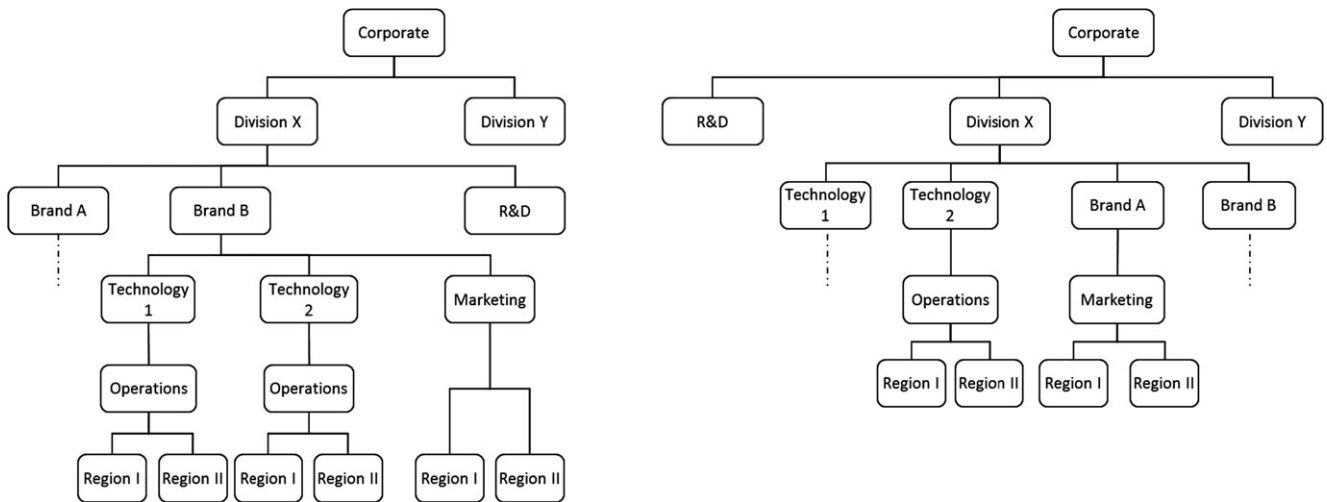 Corporate
Division X
Division Y
Brand A
Brand B
R&D
Technology
1
Technology
2
Marketing
Operations
Operations
Region I
Region II
Region I
Region II
Region I
Region II
Corporate
R&D
Division X
Division Y
Technology
1
Technology
2
Brand A
Brand B
Operations
Marketing
Region I
Region II
Region I
Region II